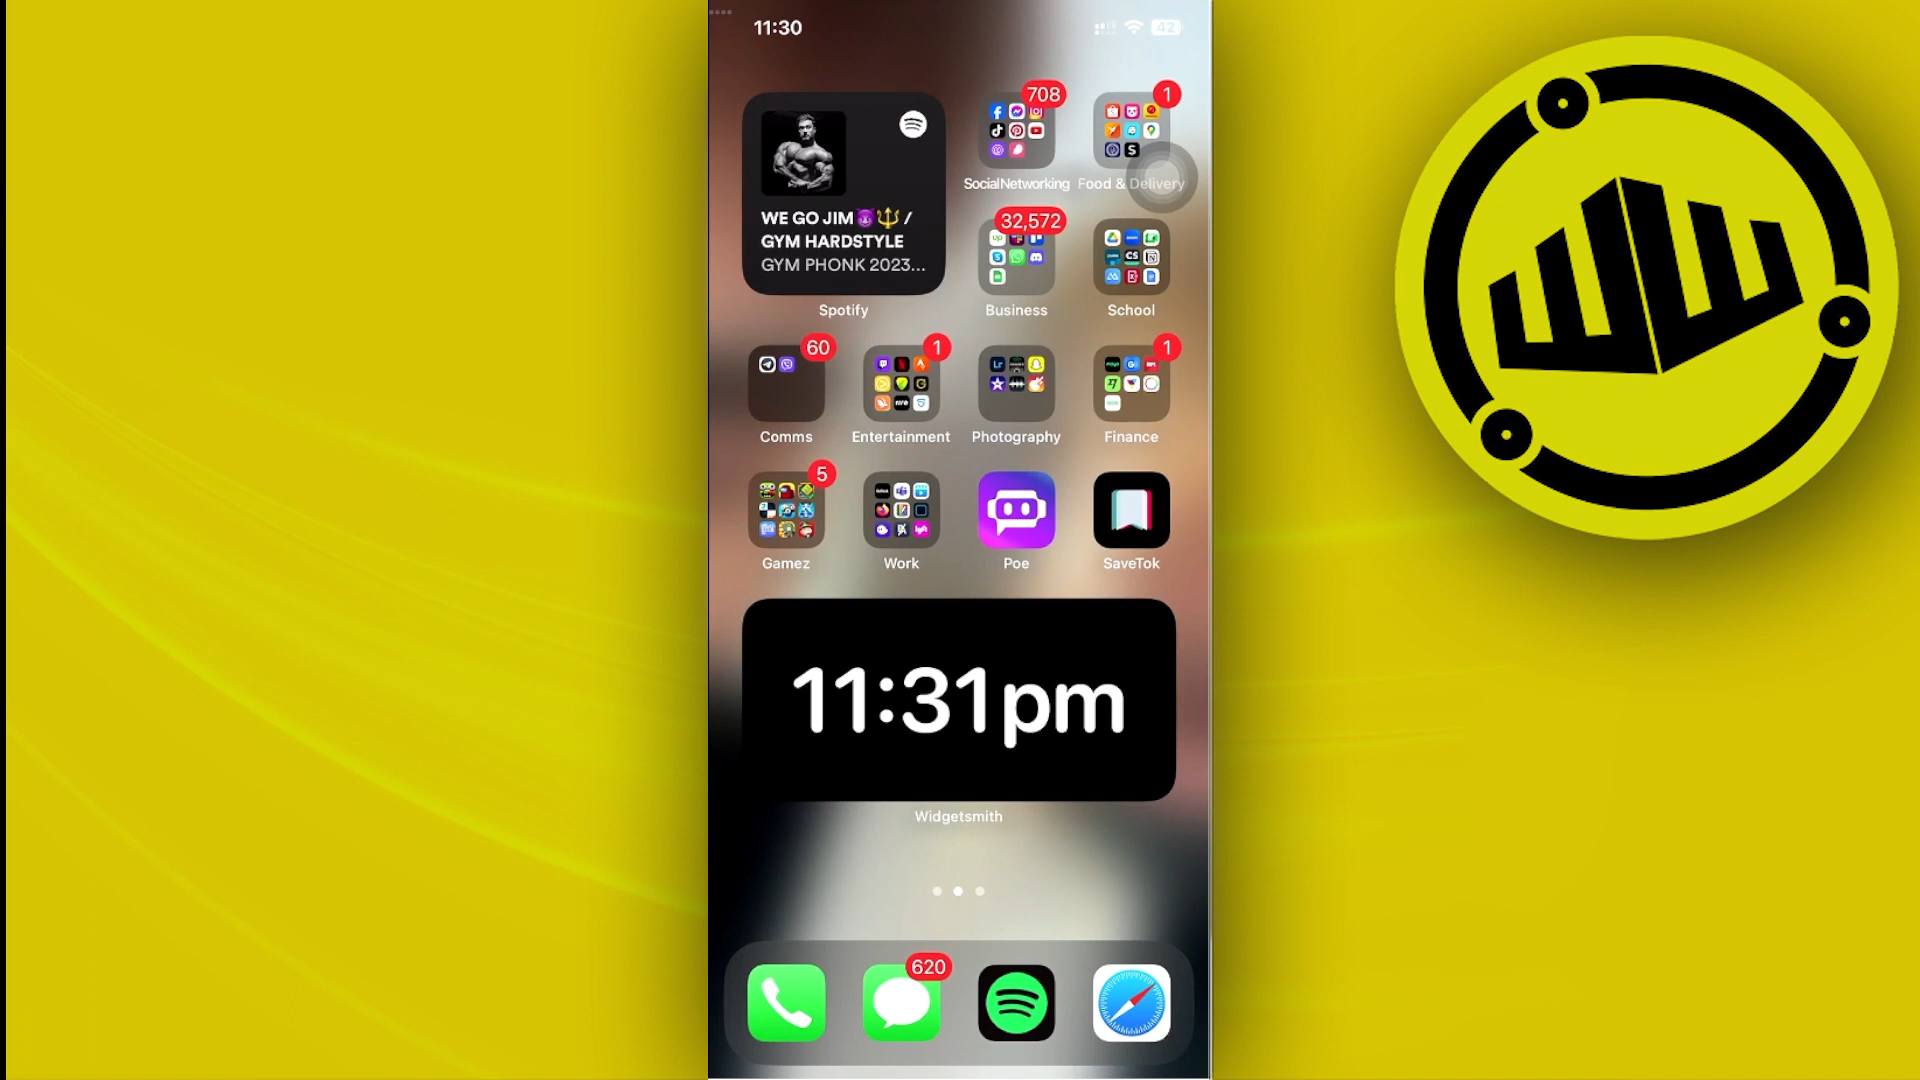 11:30
42
708
1
WE GO JIM😈🔱 /
GYM HARDSTYLE
GYM PHONK 2023...
Spotify
SocialNetworking
Food & Delivery
32,572
Business
School
60
1
1
Comms
Entertainment
Photography
Finance
5
Gamez
Work
Poe
SaveTok
11:31pm
Widgetsmith
620